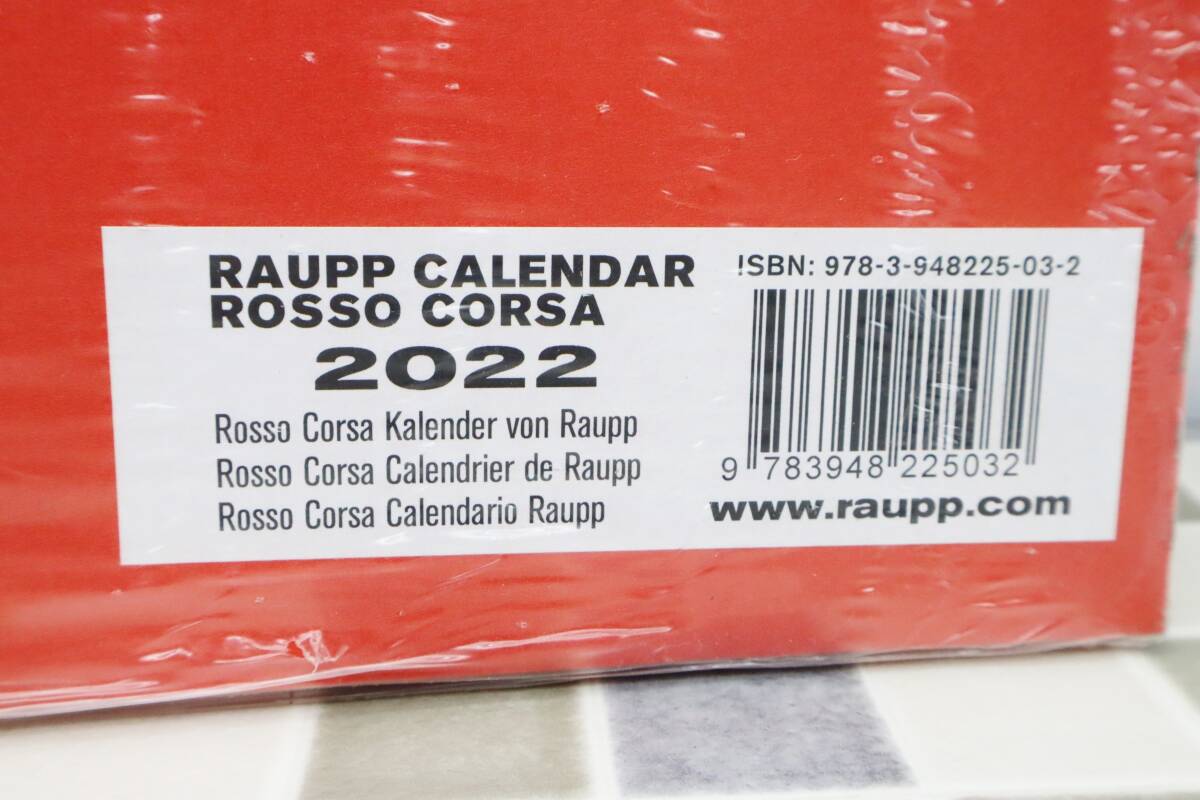 RAUPP CALENDAR
ROSSO CORSA
2022
Rosso Corsa Kalender von Raupp
Rosso Corsa Calendrier de Raupp
Rosso Corsa Calendario Raupp
ISBN: 978-3-948225-03-2
9 783948 225032
www.raupp.com